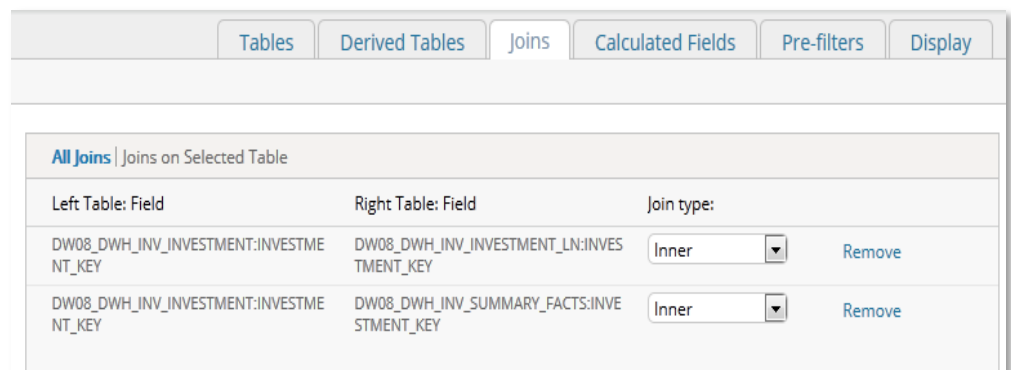 Tables Derived Tables Joins Calculated Fields Pre-filters Display
All Joins | Joins on Selected Table
Left Table: Field Right Table: Field Join type:
DW08_DWH_INV_INVESTMENT:INVESTME DW08_DWH_INV_INVESTMENT_LN:INVES Inner Remove
NT_KEY TMENT_KEY
DW08_DWH_INV_INVESTMENT:INVESTME DW08_DWH_INV_SUMMARY_FACTS:INVE Inner Remove
NT_KEY STMENT_KEY